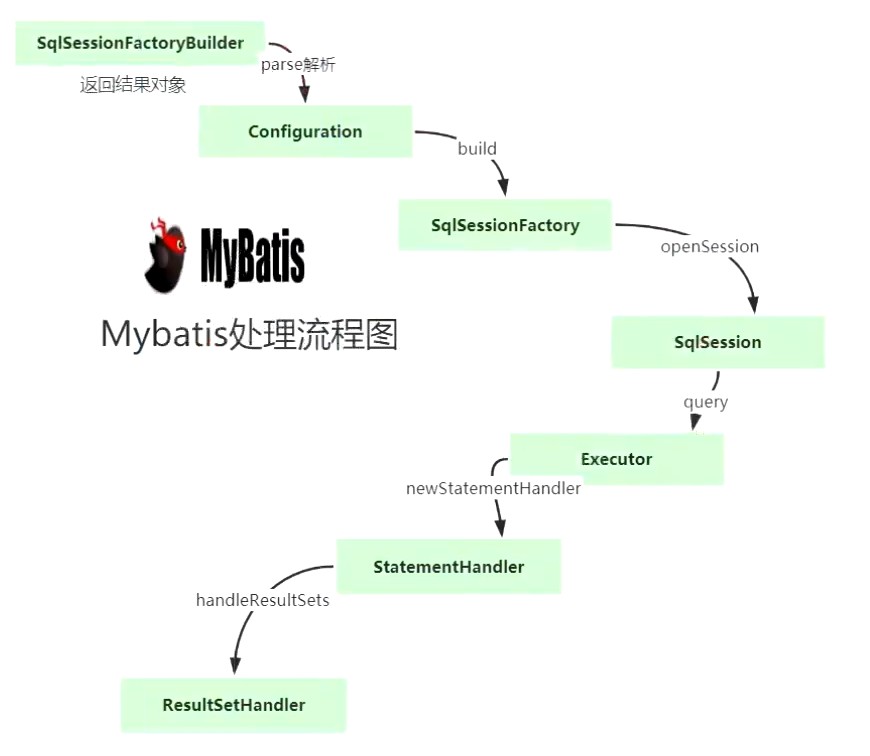 SqlSessionFactoryBuilder
parse解析
返回结果对象
Configuration
build
SqlSessionFactory
openSession
MyBatis
Mybatis处理流程图
SqlSession
query
Executor
newStatementHandler
StatementHandler
handleResultSets
ResultSetHandler